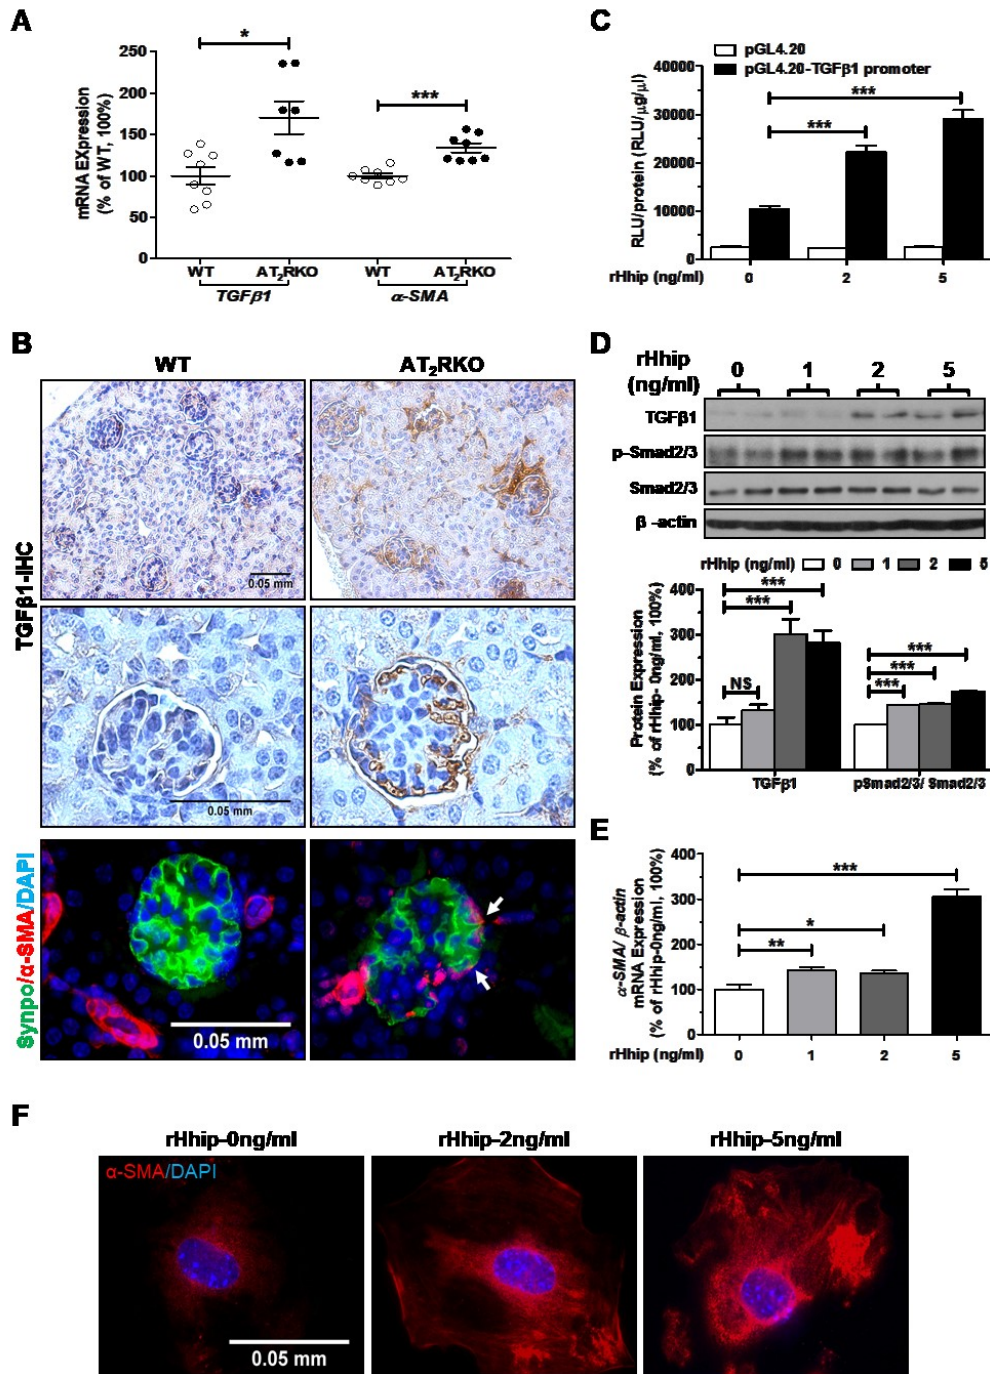 A
*
***
250
200
150
100
50
0
mRNA EXpression
(% of WT, 100%)
WT
AT₂RKO
WT
AT₂RKO
TGFβ1
α-SMA
C
pGL4.20
pGL4.20-TGFβ1 promoter
***
***
40000
30000
20000
10000
0
RLU/protein (RLU/μg/μl)
rHhip (ng/ml)
0
2
5
B
WT
AT₂RKO
TGFβ1-IHC
0.05 mm
0.05 mm
Synpo/α-SMA/DAPI
0.05 mm
D
rHhip
(ng/ml)
0
1
2
5
TGFβ1
p-Smad2/3
Smad2/3
β -actin
rHhip (ng/ml)
0
1
2
5
***
***
NS
***
***
***
400
300
200
100
0
Protein Expression
(% of rHhip- 0ng/ml, 100%)
TGFβ1
pSmad2/3/ Smad2/3
E
***
*
**
400
300
200
100
0
α-SMA/ β-actin
mRNA Expression
(% of rHhip-0ng/ml, 100%)
rHhip (ng/ml)
0
1
2
5
F
rHhip-0ng/ml
rHhip-2ng/ml
rHhip-5ng/ml
α-SMA/DAPI
0.05 mm